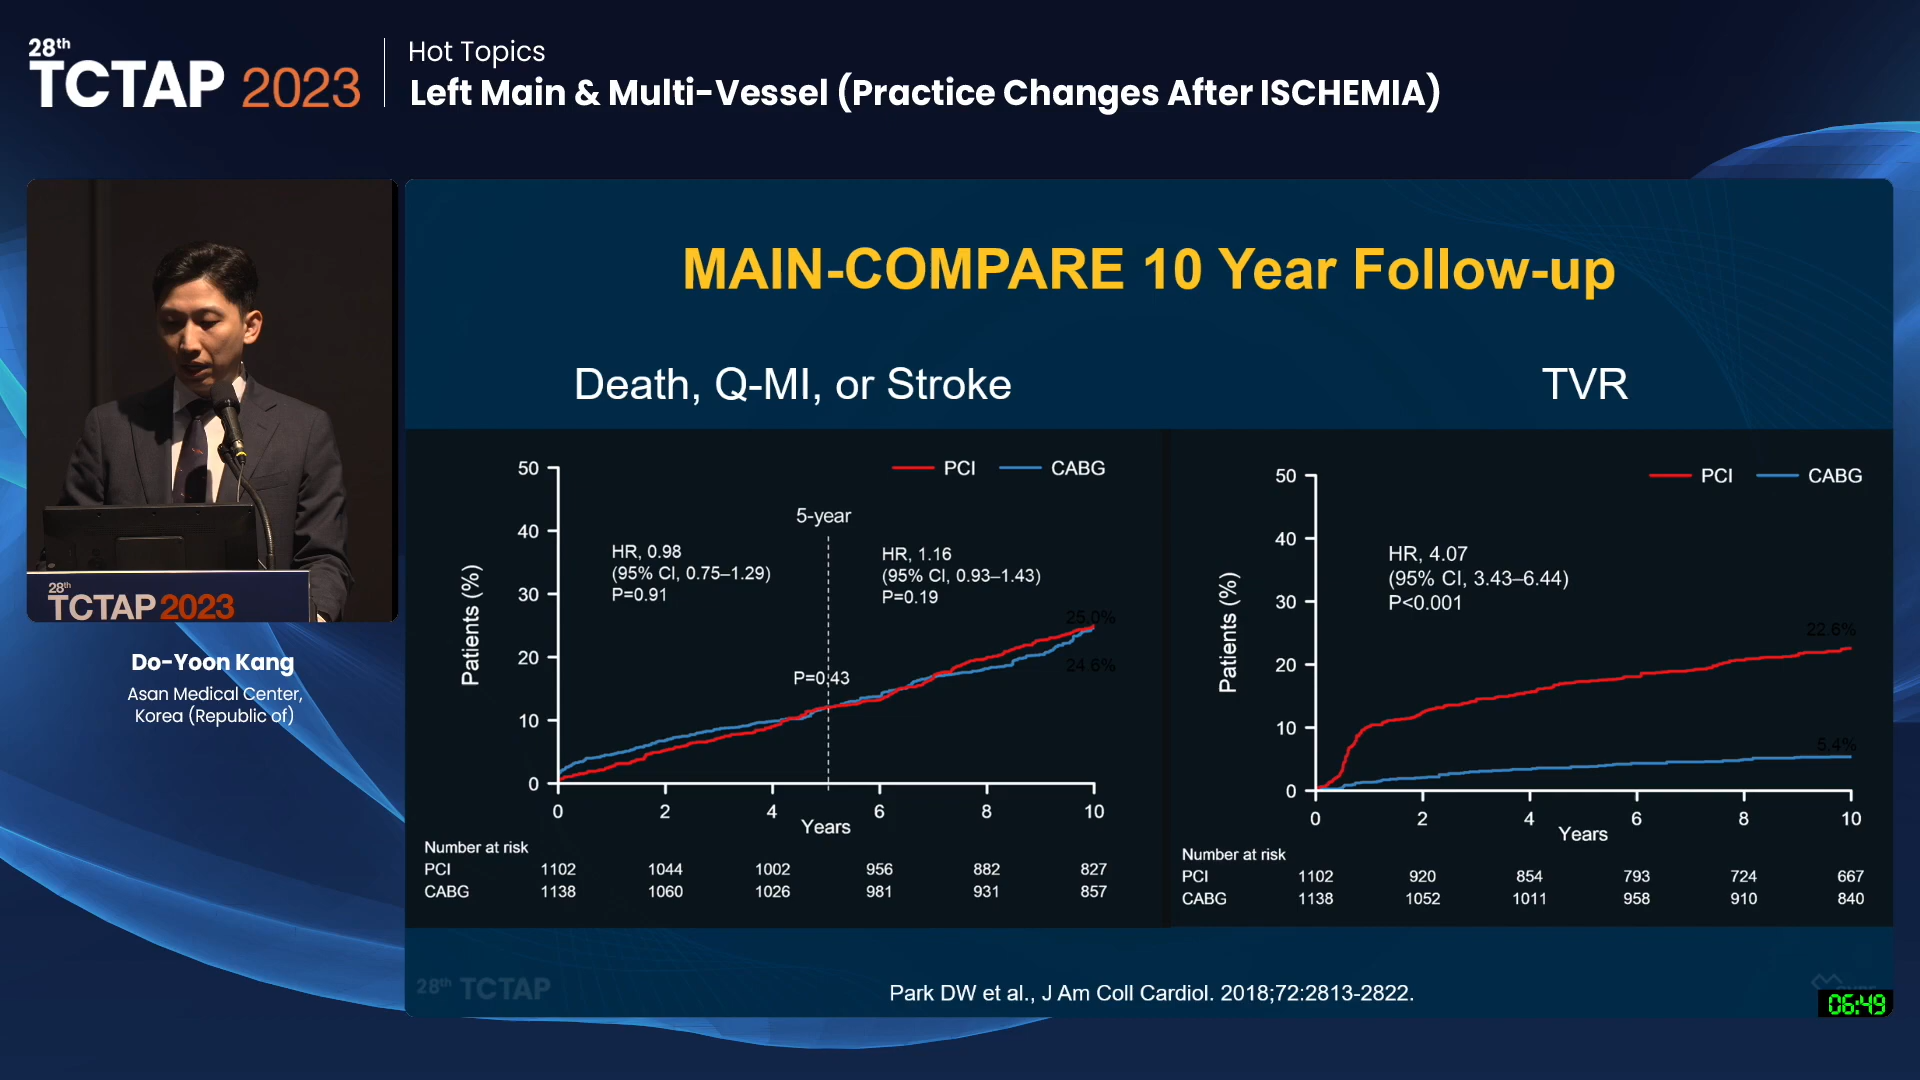 28th
TCTAP 2023
Hot Topics
Left Main & Multi-Vessel (Practice Changes After ISCHEMIA)
28th
TCTAP 2023
Do-Yoon Kang
Asan Medical Center,
Korea (Republic of)
MAIN-COMPARE 10 Year Follow-up
Death, Q-MI, or Stroke
PCI CABG
50
40
30
20
10
0
Patients (%)
5-year
HR, 0.98
(95% CI, 0.75–1.29)
P=0.91
HR, 1.16
(95% CI, 0.93–1.43)
P=0.19
P=0.43
25.0%
24.6%
0 2 4 6 8 10
Years
Number at risk
PCI 1102 1044 1002 956 882 827
CABG 1138 1060 1026 981 931 857
TVR
PCI CABG
50
40
30
20
10
0
Patients (%)
HR, 4.07
(95% CI, 3.43–6.44)
P<0.001
22.6%
5.4%
0 2 4 6 8 10
Years
Number at risk
PCI 1102 920 854 793 724 667
CABG 1138 1052 1011 958 910 840
28th TCTAP
Park DW et al., J Am Coll Cardiol. 2018;72:2813-2822.
06:49